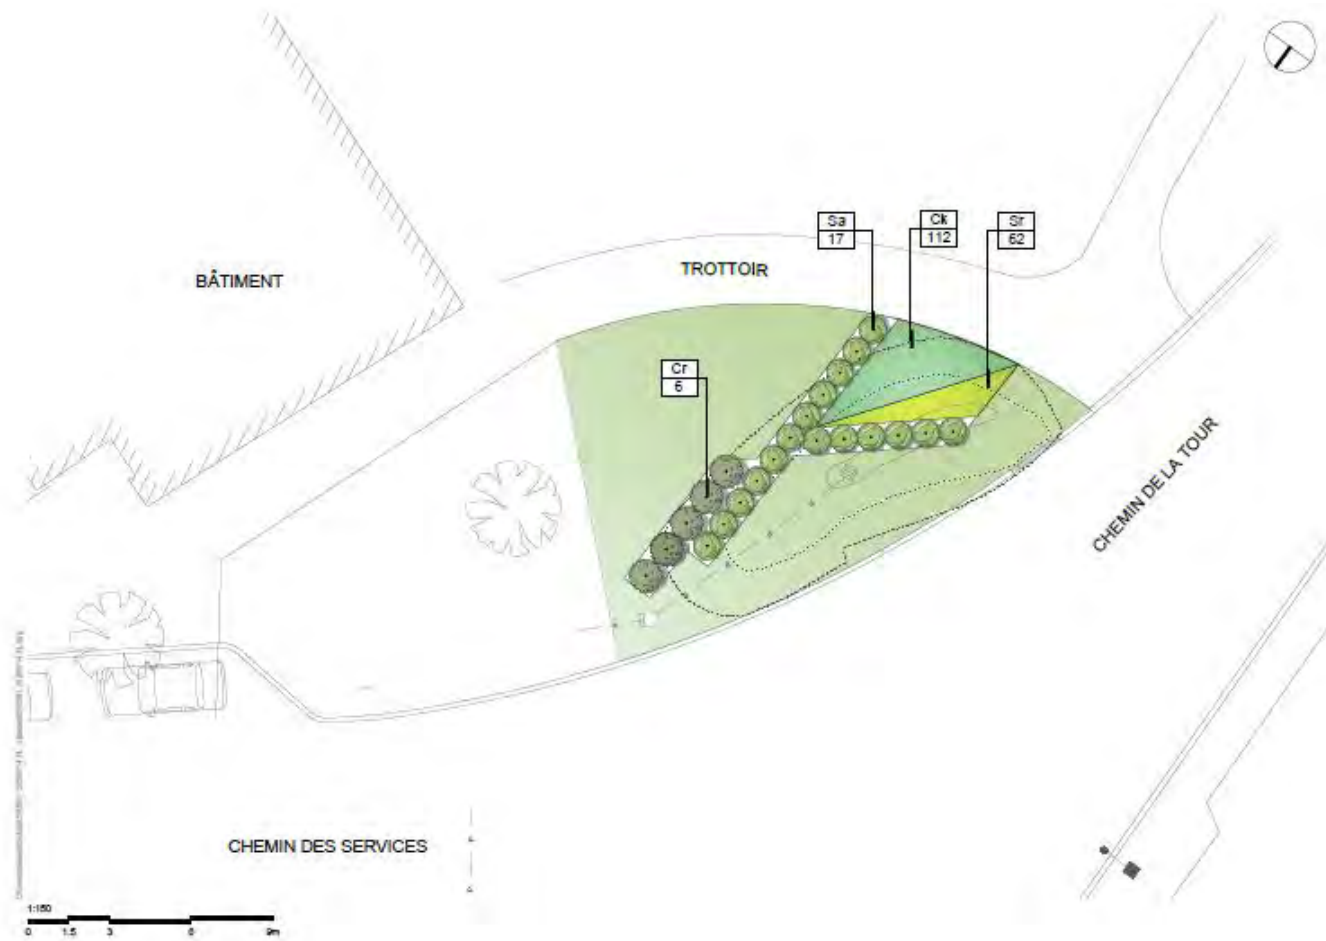 Sa
17
Ck
112
Sr
62
TROTTOIR
BÂTIMENT
Cr
6
CHEMIN DE LA TOUR
CHEMIN DES SERVICES
1:150
0 1.5 3 6 9m